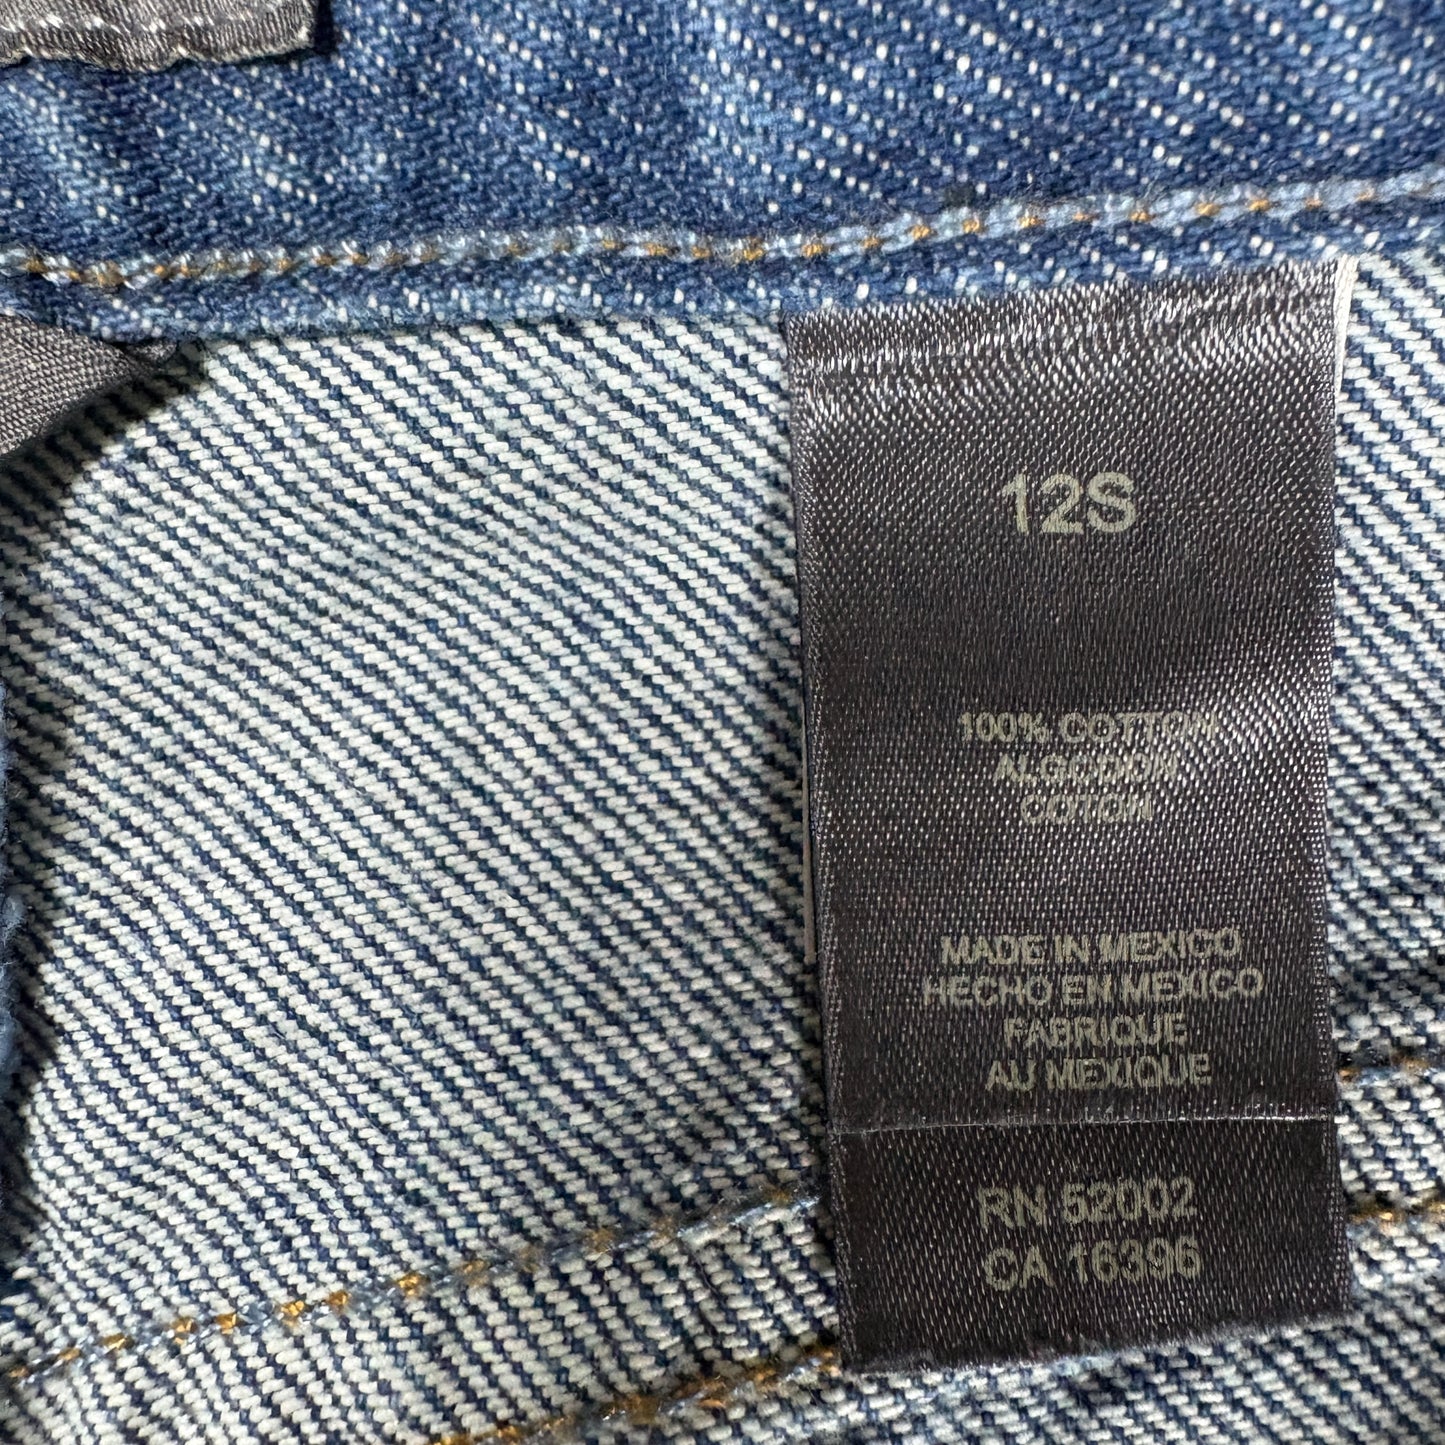 12S
100% COTTON
ALGODON
COTON
MADE IN MEXICO
HECHO EN MEXICO
FABRIQUE
AU MEXIQUE
RN 52002
CA 16396